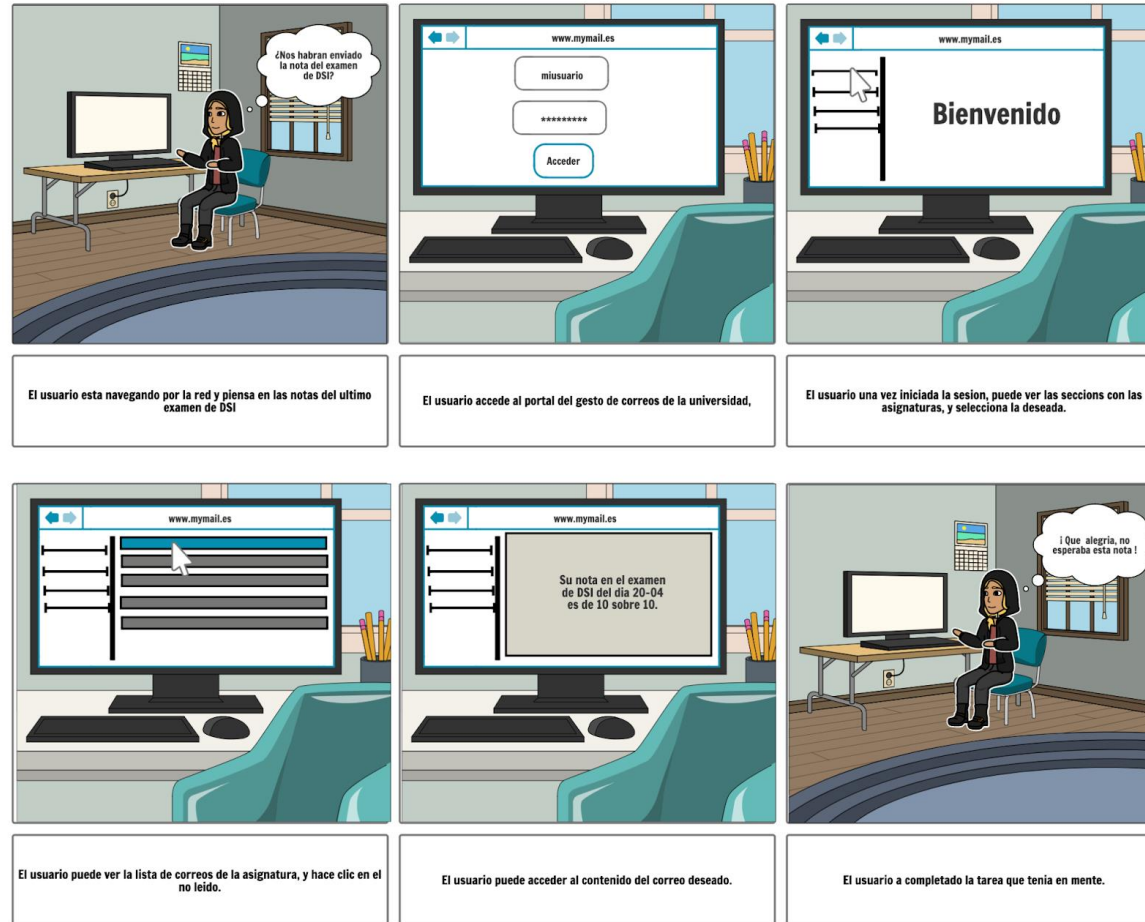 ¿Nos habran enviado
la nota del examen
de DSI?
www.mymail.es
miusuario
*********
Acceder
www.mymail.es
Bienvenido
El usuario esta navegando por la red y piensa en las notas del ultimo
examen de DSI
El usuario accede al portal del gesto de correos de la universidad,
El usuario una vez iniciada la sesion, puede ver las seccions con las
asignaturas, y selecciona la deseada.
www.mymail.es
www.mymail.es
Su nota en el examen
de DSI del dia 20-04
es de 10 sobre 10.
¡ Que alegría, no
esperaba esta nota !
El usuario puede ver la lista de correos de la asignatura, y hace clic en el
no leido.
El usuario puede acceder al contenido del correo deseado.
El usuario a completado la tarea que tenia en mente.